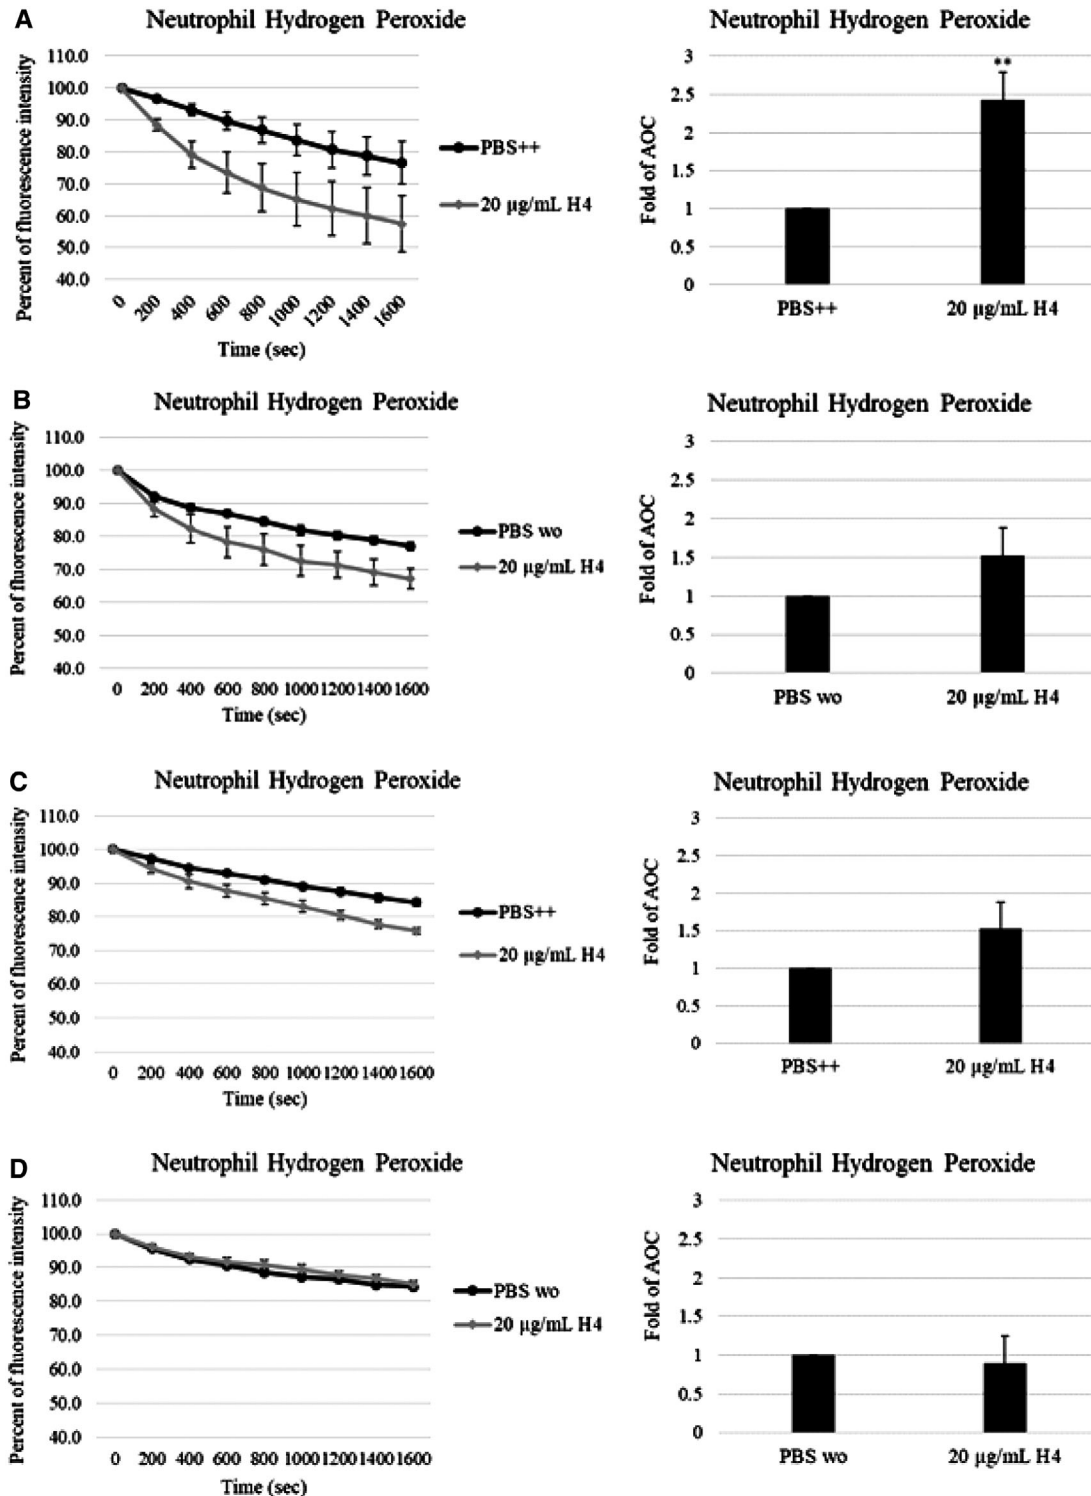 A
Neutrophil Hydrogen Peroxide
Percent of fluorescence intensity
110.0
100.0
90.0
80.0
70.0
60.0
50.0
40.0
0 200 400 600 800 1000 1200 1400 1600
Time (sec)
PBS++
20 µg/mL H4
Neutrophil Hydrogen Peroxide
Fold of AOC
3
2.5
2
1.5
1
0.5
0
**
PBS++ 20 µg/mL H4
B
Neutrophil Hydrogen Peroxide
Percent of fluorescence intensity
110.0
100.0
90.0
80.0
70.0
60.0
50.0
40.0
0 200 400 600 800 1000 1200 1400 1600
Time (sec)
PBS wo
20 µg/mL H4
Neutrophil Hydrogen Peroxide
Fold of AOC
3
2.5
2
1.5
1
0.5
0
PBS wo 20 µg/mL H4
C
Neutrophil Hydrogen Peroxide
Percent of fluorescence intensity
110.0
100.0
90.0
80.0
70.0
60.0
50.0
40.0
0 200 400 600 800 1000 1200 1400 1600
Time (sec)
PBS++
20 µg/mL H4
Neutrophil Hydrogen Peroxide
Fold of AOC
3
2.5
2
1.5
1
0.5
0
PBS++ 20 µg/mL H4
D
Neutrophil Hydrogen Peroxide
Percent of fluorescence intensity
110.0
100.0
90.0
80.0
70.0
60.0
50.0
40.0
0 200 400 600 800 1000 1200 1400 1600
Time (sec)
PBS wo
20 µg/mL H4
Neutrophil Hydrogen Peroxide
Fold of AOC
3
2.5
2
1.5
1
0.5
0
PBS wo 20 µg/mL H4